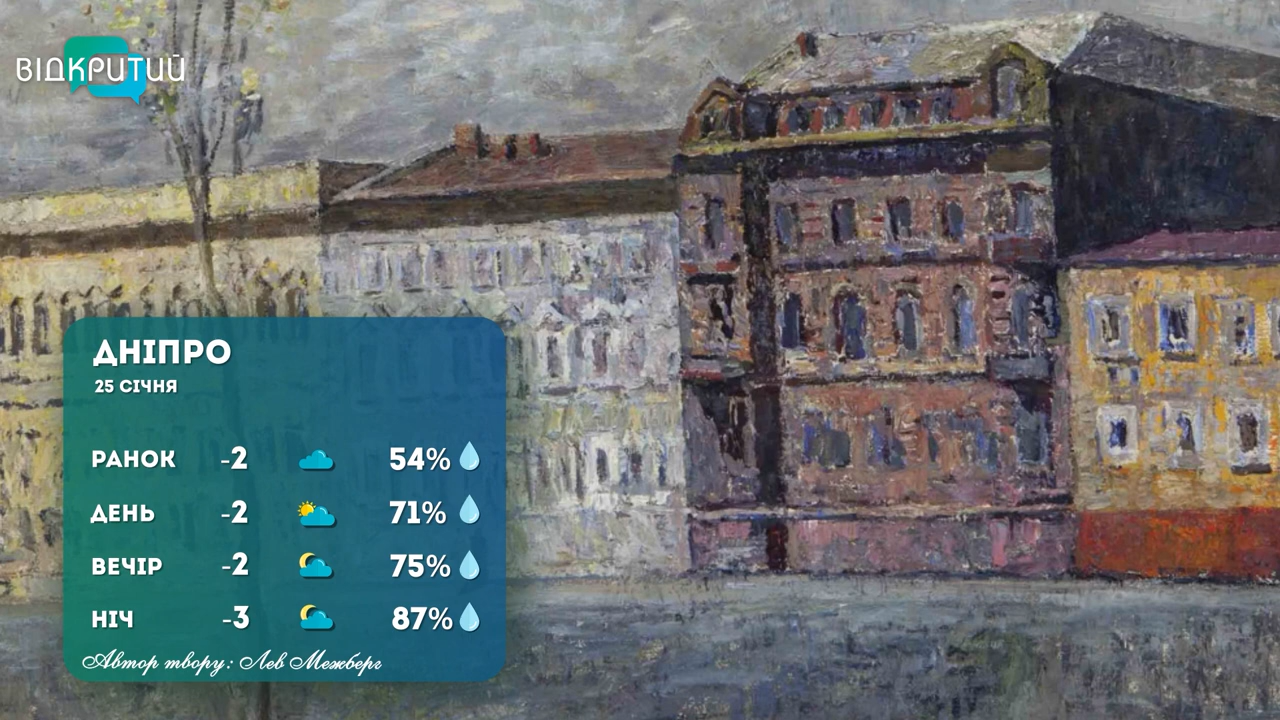 ВІДКРИТИЙ
ДНІПРО
25 СІЧНЯ
РАНОК -2 54%
ДЕНЬ -2 71%
ВЕЧІР -2 75%
НІЧ -3 87%
Автор твору: Лев Межберг